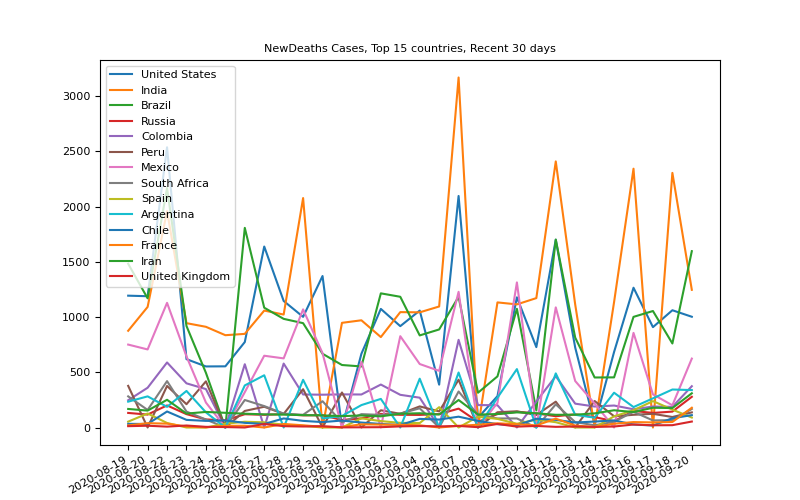 NewDeaths Cases, Top 15 countries, Recent 30 days
3000
2500
2000
1500
1000
500
0
United States
India
Brazil
Russia
Colombia
Peru
Mexico
South Africa
Spain
Argentina
Chile
France
Iran
United Kingdom
2020-08-19
2020-08-20
2020-08-22
2020-08-23
2020-08-24
2020-08-25
2020-08-26
2020-08-27
2020-08-28
2020-08-29
2020-08-30
2020-08-31
2020-09-01
2020-09-02
2020-09-03
2020-09-04
2020-09-05
2020-09-07
2020-09-08
2020-09-09
2020-09-10
2020-09-11
2020-09-12
2020-09-13
2020-09-14
2020-09-15
2020-09-16
2020-09-17
2020-09-18
2020-09-20